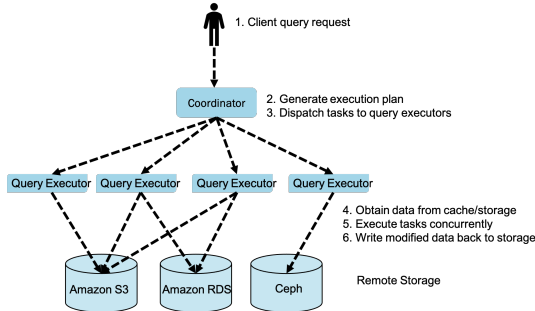 1. Client query request
Coordinator
2. Generate execution plan
3. Dispatch tasks to query executors
Query Executor Query Executor Query Executor Query Executor
4. Obtain data from cache/storage
5. Execute tasks concurrently
6. Write modified data back to storage
Amazon S3 Amazon RDS Ceph Remote Storage